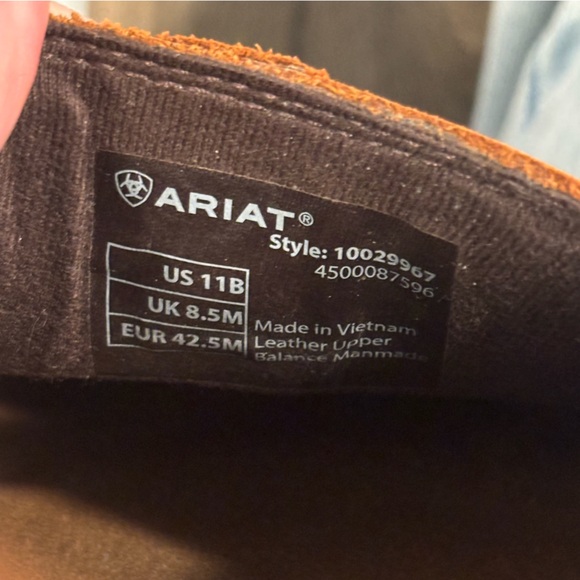 ARIAT®
Style: 10029967
4500087596
US 11B
UK 8.5M
EUR 42.5M
Made in Vietnam
Leather Upper
Balance Manmade